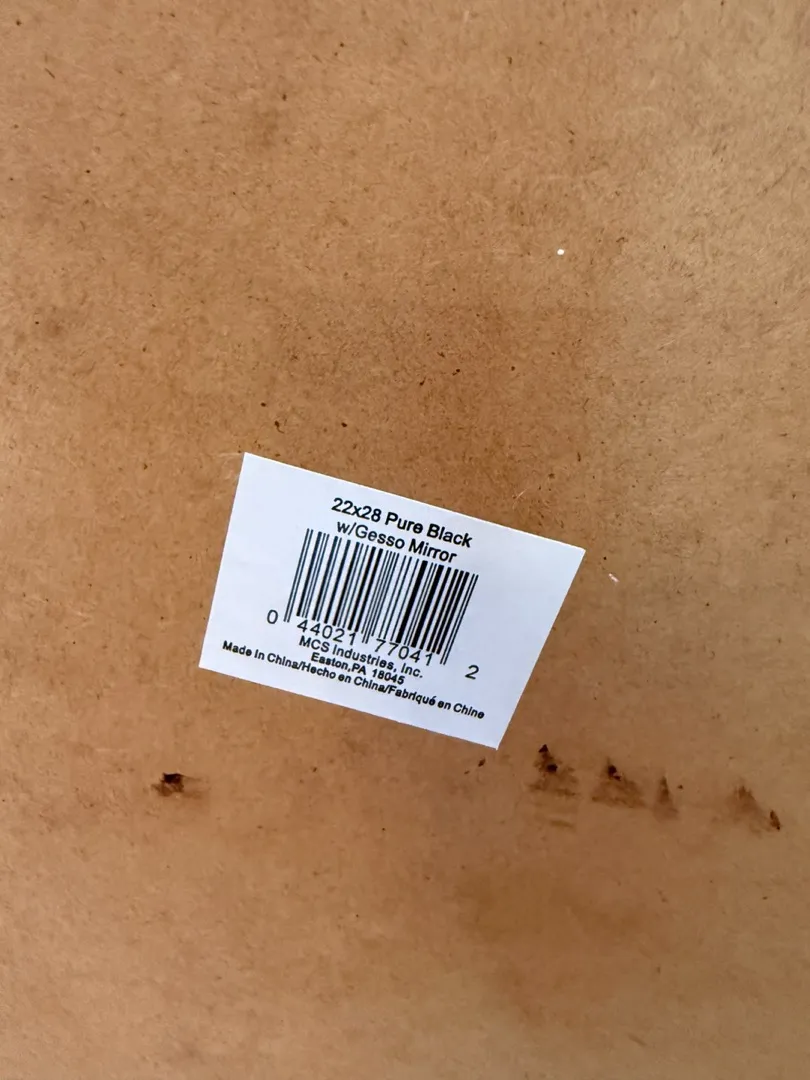 22x28 Pure Black
w/Gesso Mirror
0 44021 77041 2
MCS Industries, Inc.
Easton,PA 18045
Made in China/Hecho en China/Fabriqué en Chine